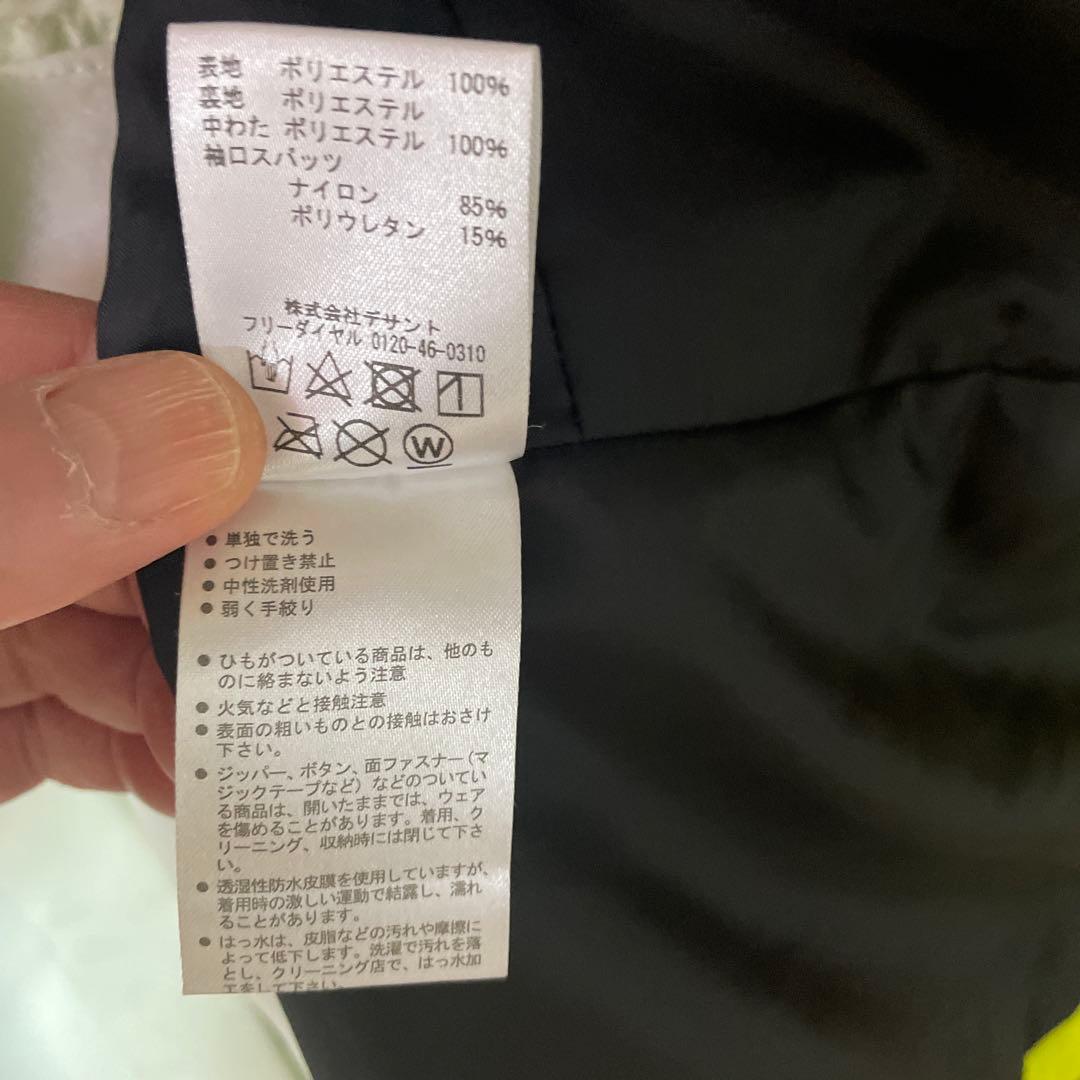 表地 ポリエステル 100%
裏地 ポリエステル
中わた ポリエステル 100%
袖口スパッツ
ナイロン 85%
ポリウレタン 15%
株式会社デサント
フリーダイヤル 0120-46-0310
W
● 単独で洗う
● つけ置き禁止
● 中性洗剤使用
● 弱く手絞り
● ひもがついている商品は、他のも
のに絡まないよう注意
● 火気などと接触注意
● 表面の粗いものとの接触はおさけ
下さい。
● ジッパー、ボタン、面ファスナー(マ
ジックテープなど)などのついてい
る商品は、開いたままでは、ウェア
を傷めることがあります。着用、ク
リーニング、収納時には閉じて下さ
い。
● 透湿性防水皮膜を使用していますが、
着用時の激しい運動で結露し、濡れ
ることがあります。
● はっ水は、皮脂などの汚れや摩擦に
よって低下します。洗濯で汚れを落
とし、クリーニング店で、はっ水加
工をして下さい。